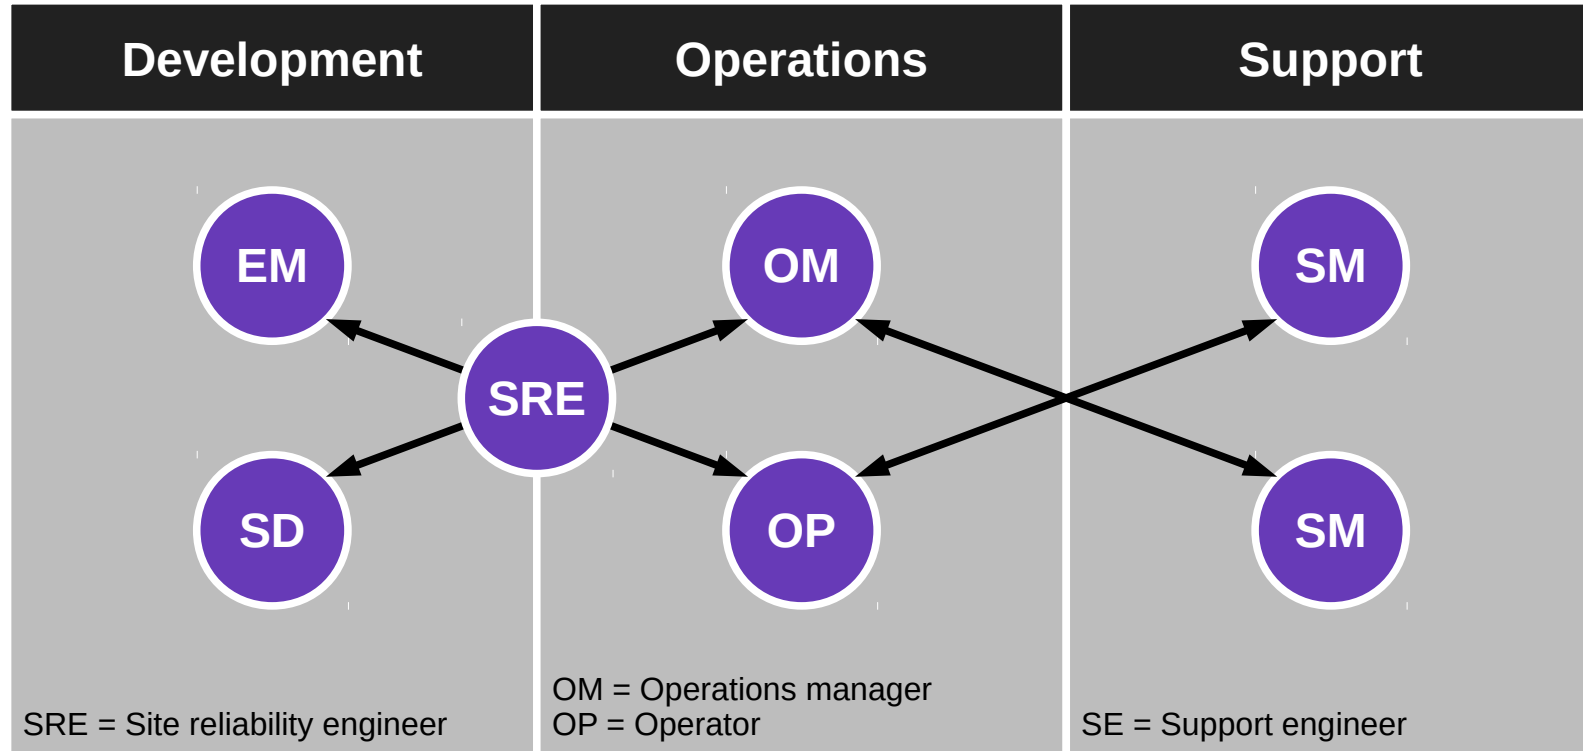 Development
Operations
Support
EM
OM
SM
SRE
SD
OP
SM
SRE = Site reliability engineer
OM = Operations manager
OP = Operator
SE = Support engineer